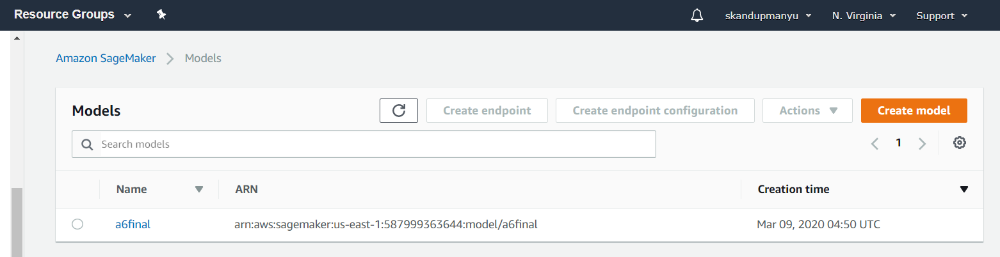 Resource Groups
skandupmanyu
N. Virginia
Support
Amazon SageMaker
Models
Models
Create endpoint
Create endpoint configuration
Actions
Create model
Search models
1
Name
ARN
Creation time
a6final
arn:aws:sagemaker:us-east-1:587999363644:model/a6final
Mar 09, 2020 04:50 UTC